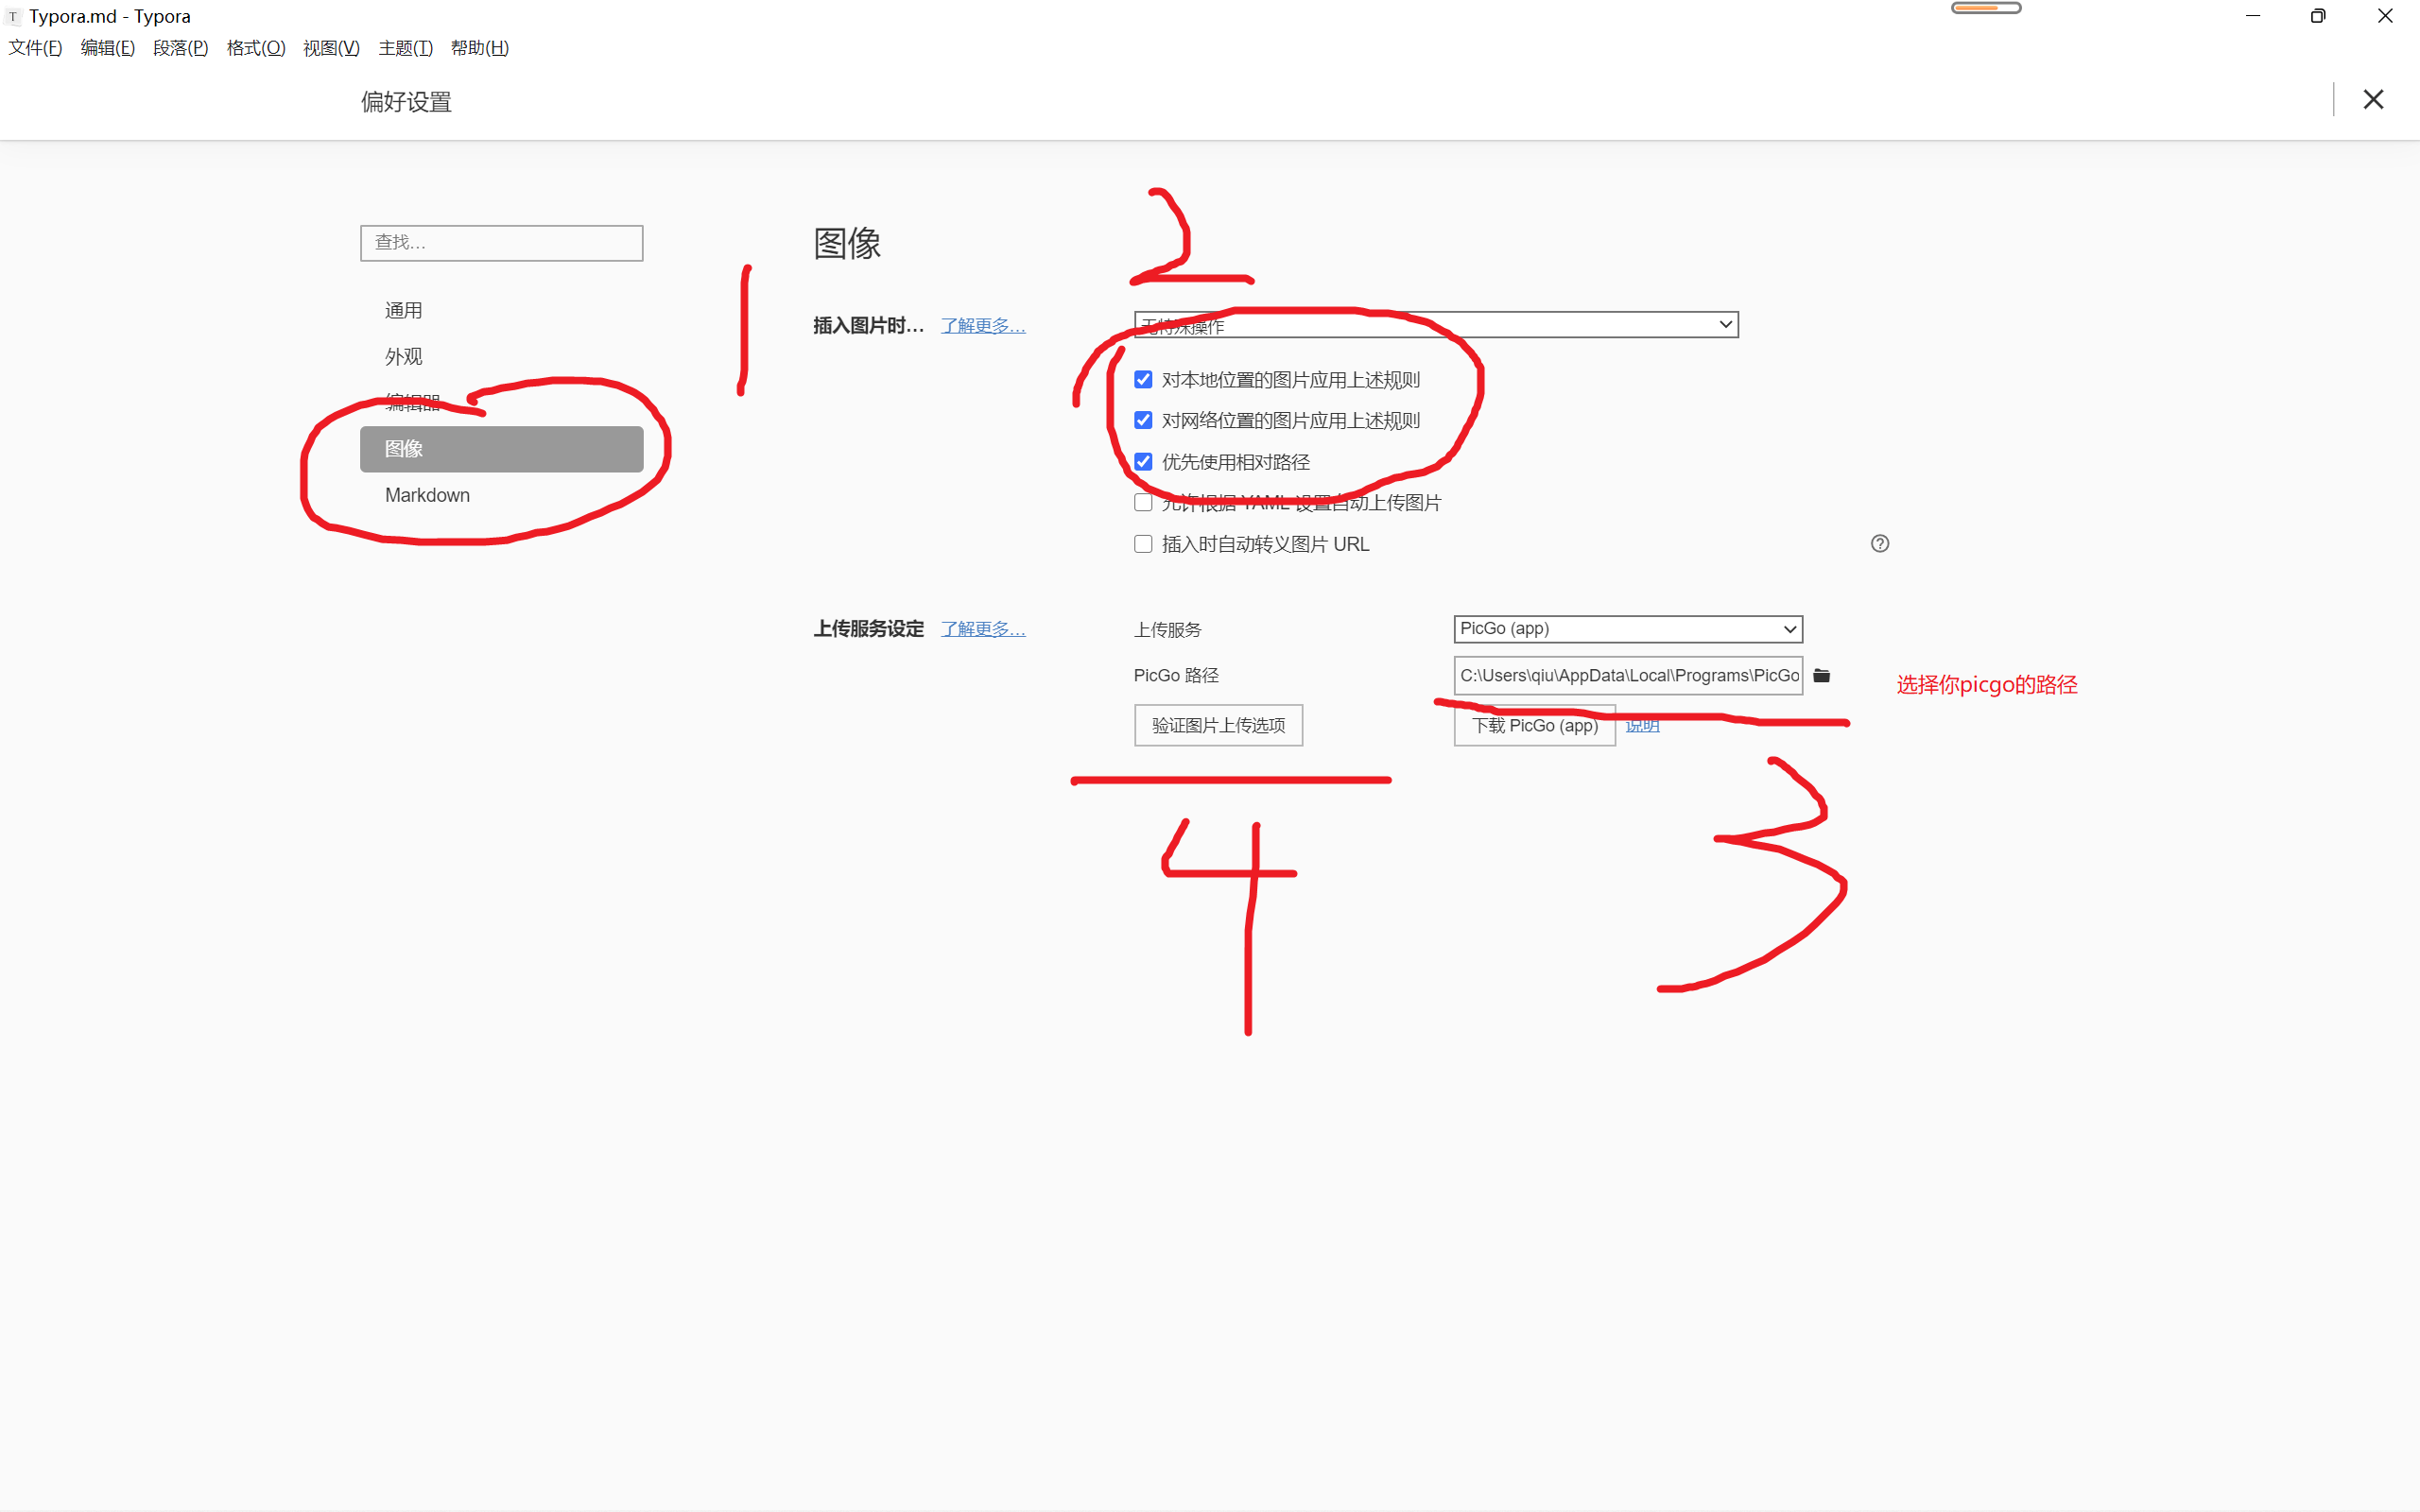 T Typora.md - Typora
文件(F) 编辑(E) 段落(P) 格式(O) 视图(V) 主题(T) 帮助(H)
偏好设置
查找...
通用
外观
编辑器
图像
Markdown
1
2
图像
插入图片时... 了解更多... 无特殊操作
对本地位置的图片应用上述规则
对网络位置的图片应用上述规则
优先使用相对路径
允许根据 YAML 设置自动上传图片
插入时自动转义图片 URL
上传服务设定 了解更多... 上传服务 PicGo (app)
PicGo 路径 C:\Users\qiu\AppData\Local\Programs\PicGo
选择你picgo的路径
验证图片上传选项 下载 PicGo (app) 说明
3
4